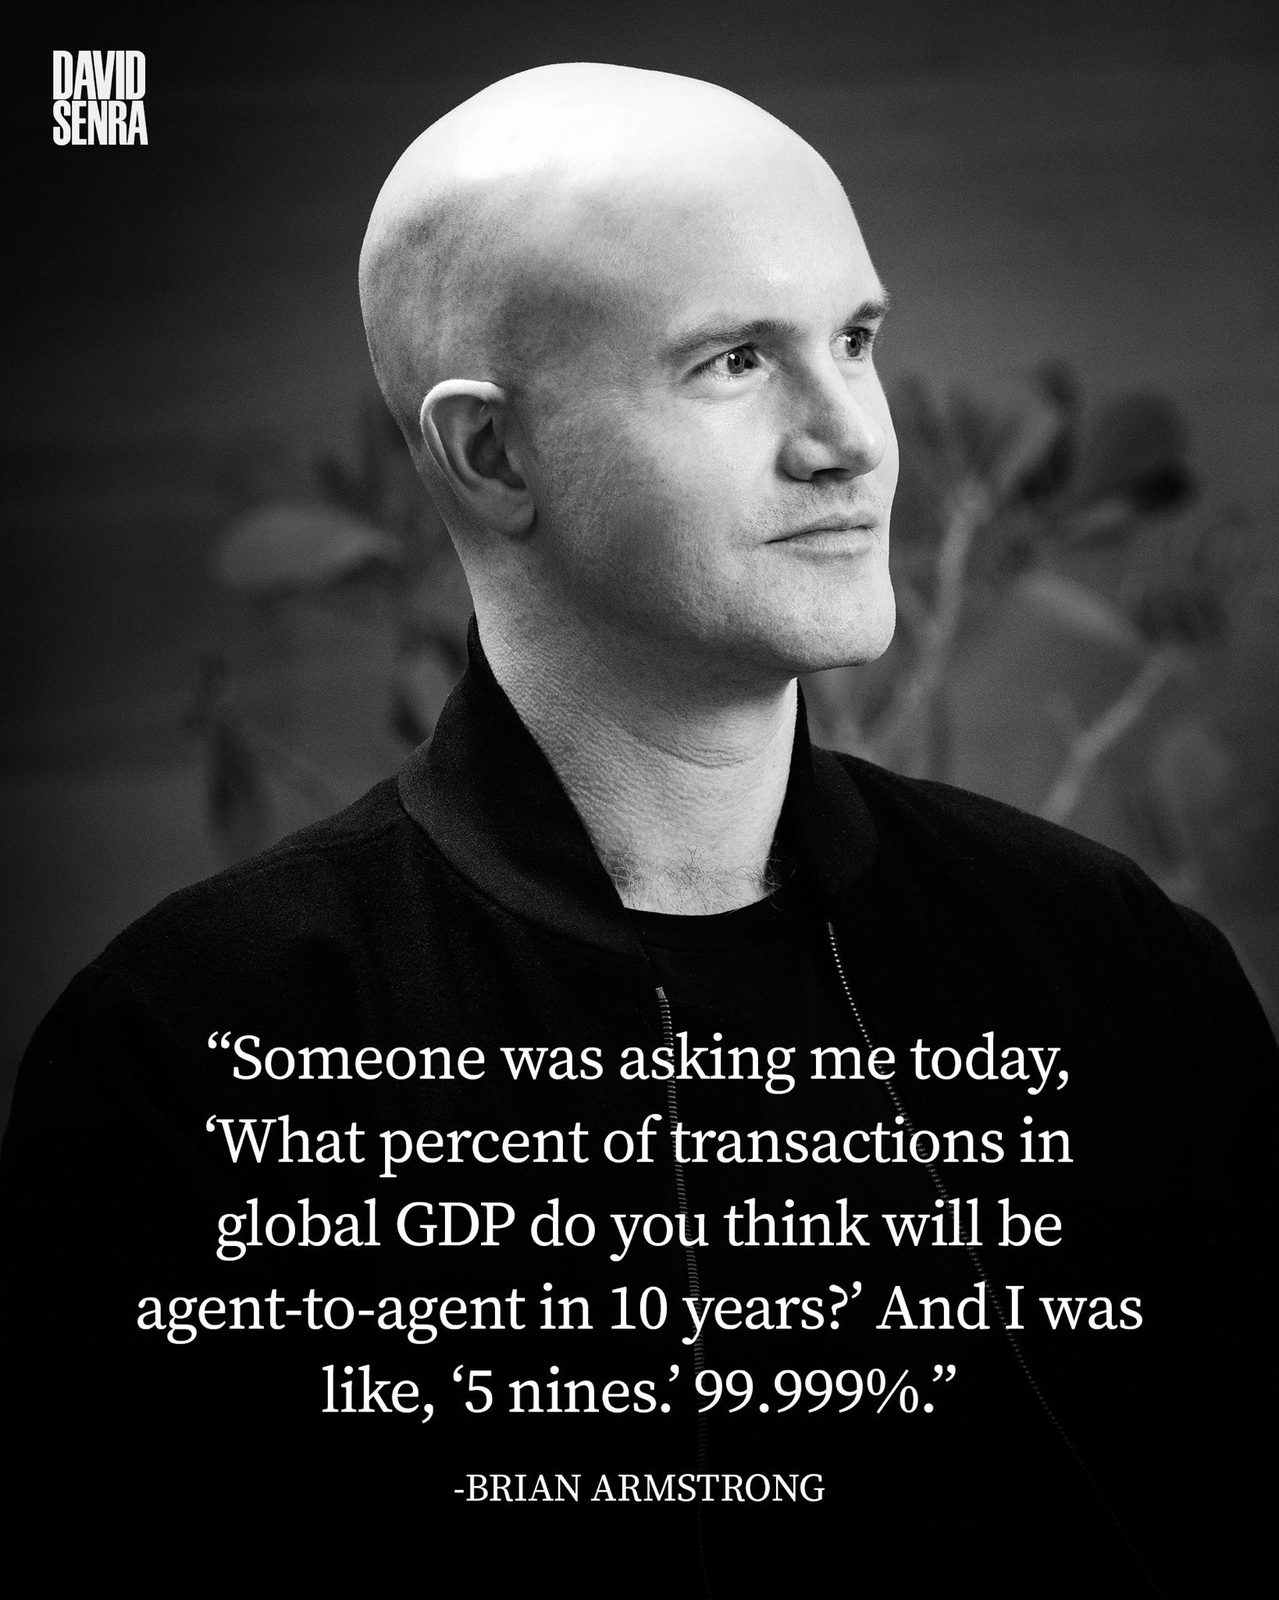 DAVID
SENRA
“Someone was asking me today,
‘What percent of transactions in
global GDP do you think will be
agent-to-agent in 10 years?’ And I was
like, ‘5 nines.’ 99.999%.”
-BRIAN ARMSTRONG